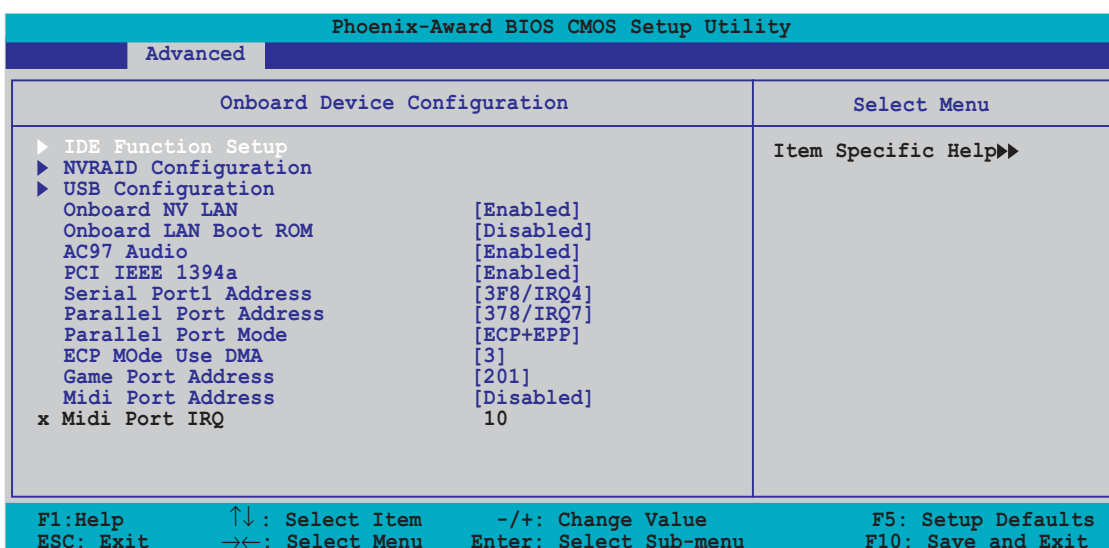 Phoenix-Award BIOS CMOS Setup Utility
Advanced
Onboard Device Configuration
Select Menu
IDE Function Setup
Item Specific Help
NVRAID Configuration
USB Configuration
Onboard NV LAN [Enabled]
Onboard LAN Boot ROM [Disabled]
AC97 Audio [Enabled]
PCI IEEE 1394a [Enabled]
Serial Port1 Address [3F8/IRQ4]
Parallel Port Address [378/IRQ7]
Parallel Port Mode [ECP+EPP]
ECP MOde Use DMA [3]
Game Port Address [201]
Midi Port Address [Disabled]
x Midi Port IRQ 10
F1:Help ↑↓: Select Item -/+: Change Value F5: Setup Defaults
ESC: Exit →←: Select Menu Enter: Select Sub-menu F10: Save and Exit